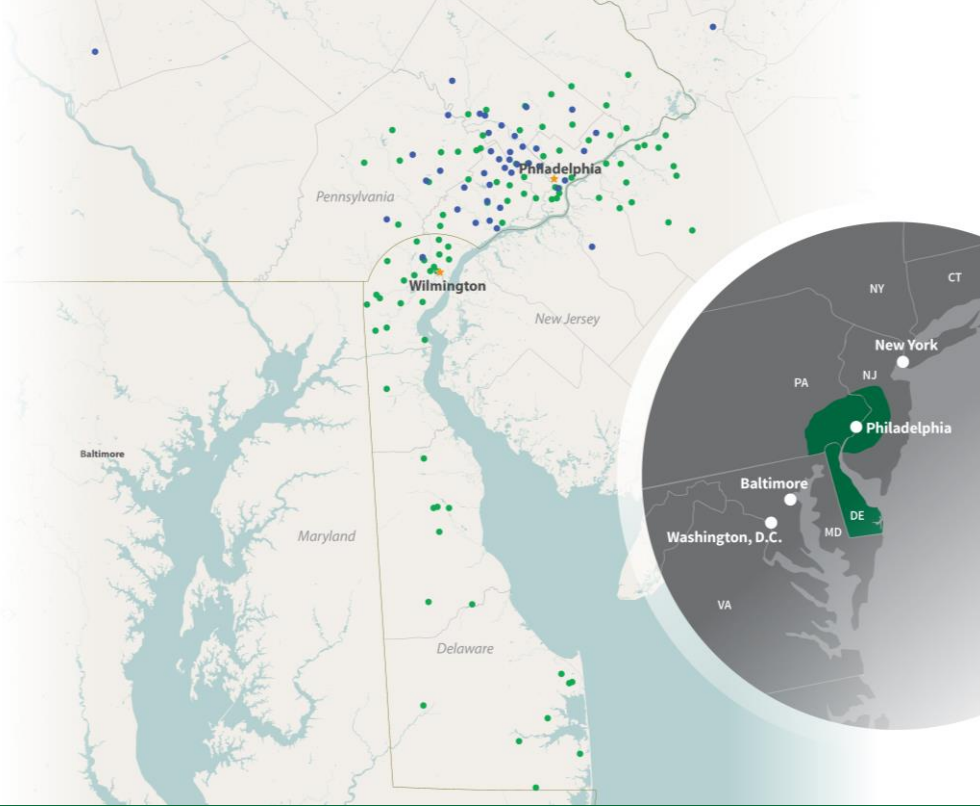 Philadelphia
Pennsylvania
Wilmington
New Jersey
Baltimore
Maryland
Delaware
NY
CT
New York
NJ
PA
Philadelphia
Baltimore
DE
MD
Washington, D.C.
VA